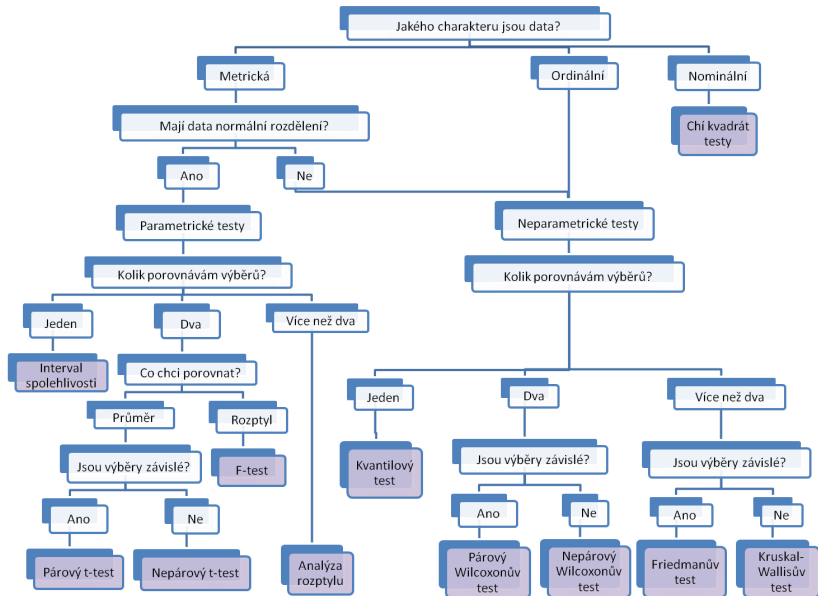 Jakého charakteru jsou data?
Metrická
Ordinální
Nominální
Mají data normální rozdělení?
Chí kvadrát
testy
Ano
Ne
Parametrické testy
Neparametrické testy
Kolik porovnávám výběrů?
Kolik porovnávám výběrů?
Jeden
Dva
Více než dva
Interval
spolehlivosti
Co chci porovnat?
Jeden
Dva
Více než dva
Průměr
Rozptyl
Jsou výběry závislé?
F-test
Kvantilový
test
Jsou výběry závislé?
Jsou výběry závislé?
Ano
Ne
Ano
Ne
Ano
Ne
Párový t-test
Nepárový t-test
Analýza
rozptylu
Párový
Wilcoxonův
test
Nepárový
Wilcoxonův
test
Friedmanův
test
Kruskal-
Wallisův
test